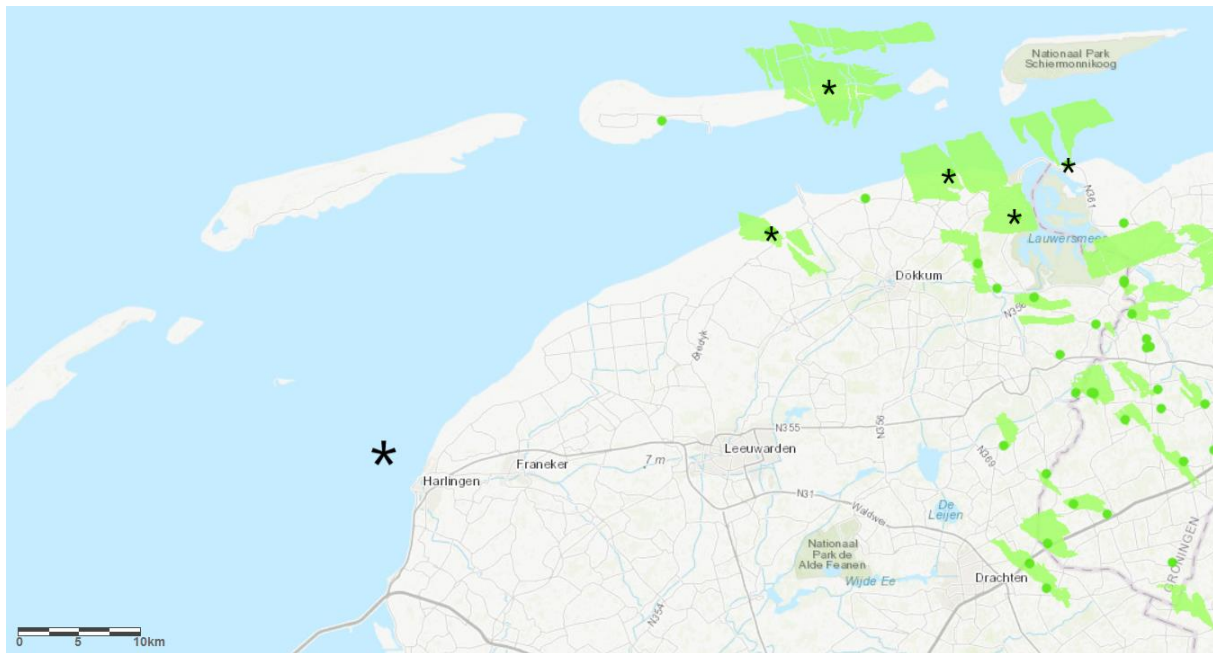 Nationaal Park
Schiermonnikoog
N361
Lauwersmeer
Dokkum
N356
Bredyk
N356
N355
Leeuwarden
7 m
N369
Franeker
Harlingen
N31
De
Leijen
Waldwei
Nationaal
Park de
Alde Feanen
Wijde Ee
Drachten
GRONINGEN
N354
0 5 10km